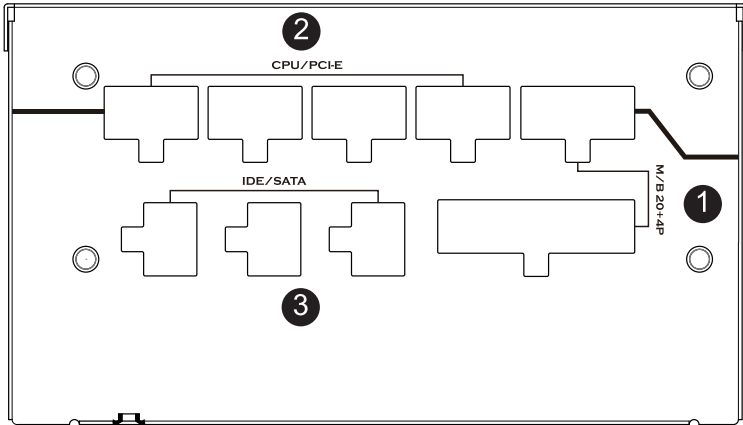 2
CPU/PCI-E
IDE/SATA
M/B 20+4P
1
3